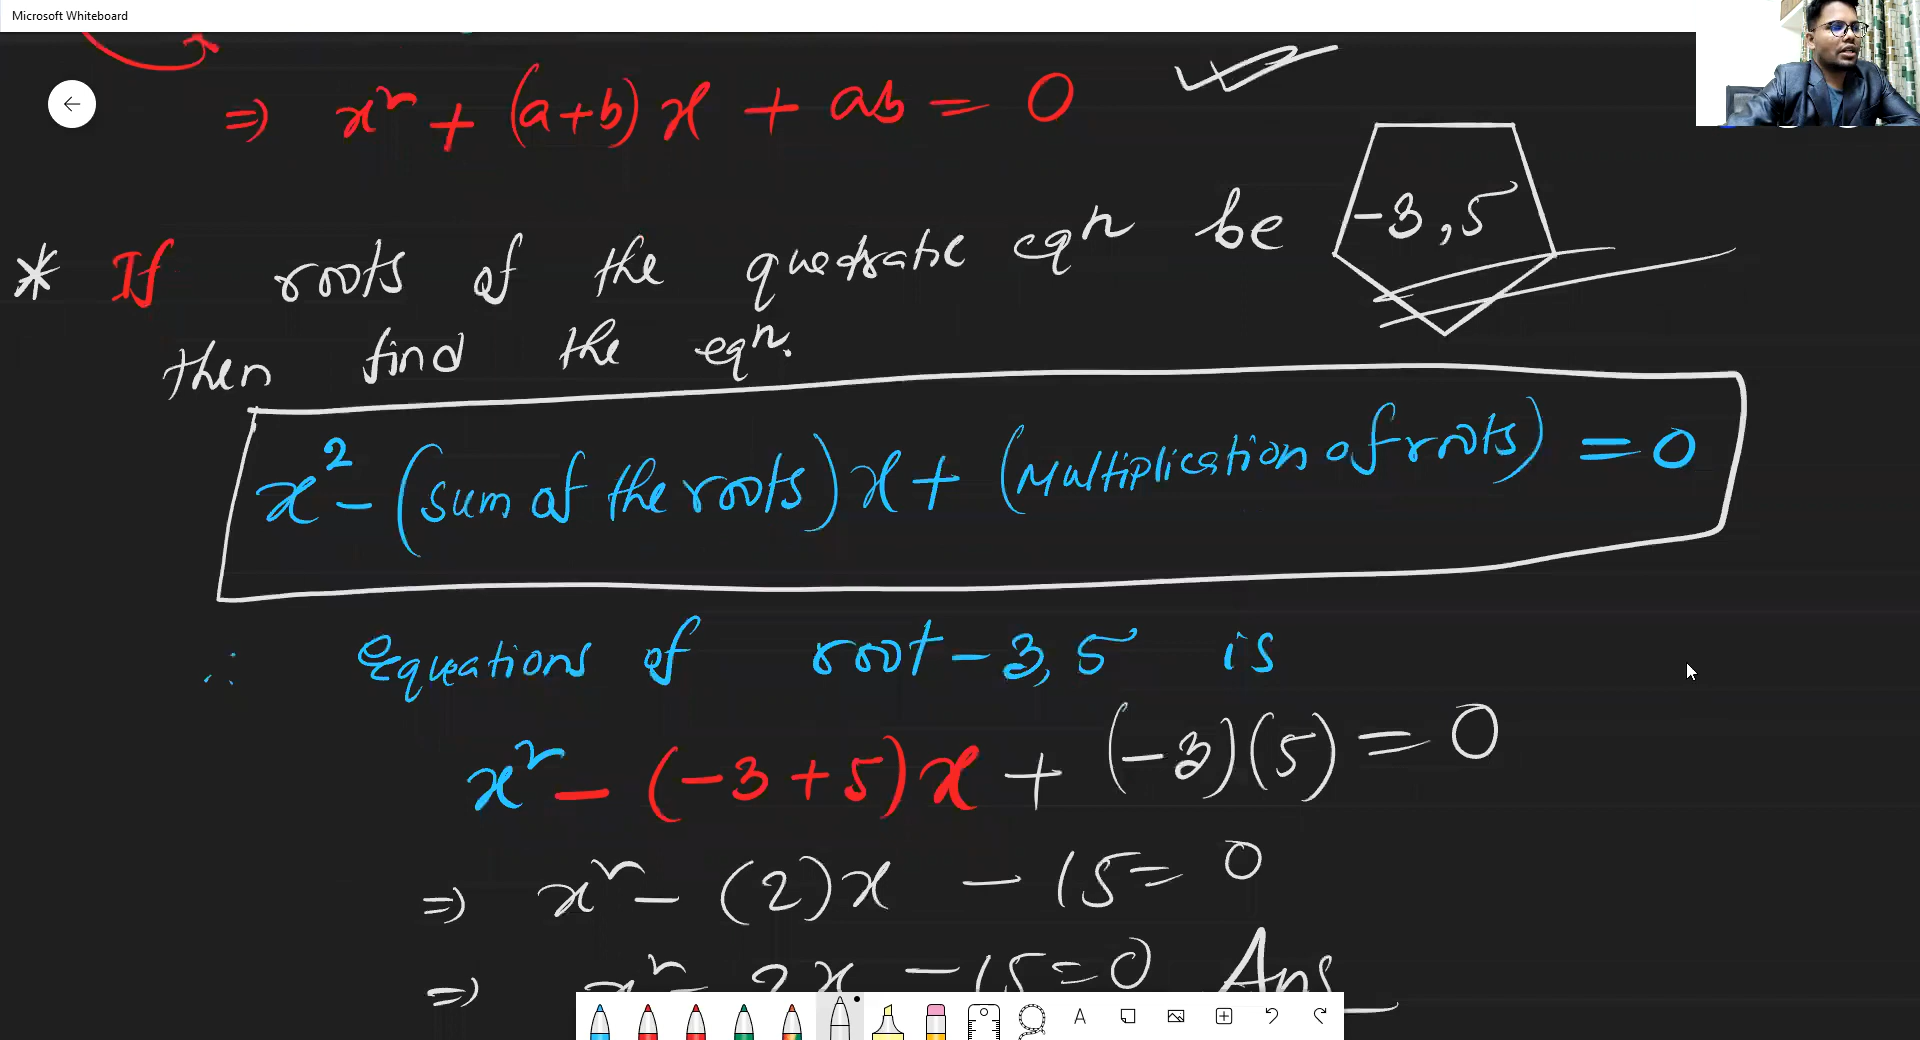 Microsoft Whiteboard
⇒ x² + (a+b) x + ab = 0
* If roots of the quadratic eqn be -3, 5
then find the eqn.
x² - (sum of the roots) x + (Multiplication of roots) = 0
∴ Equations of root -3, 5 is
x² - (-3+5) x + (-3)(5) = 0
⇒ x² - (2)x - 15 = 0
⇒ x² - 2x - 15 = 0 Ans